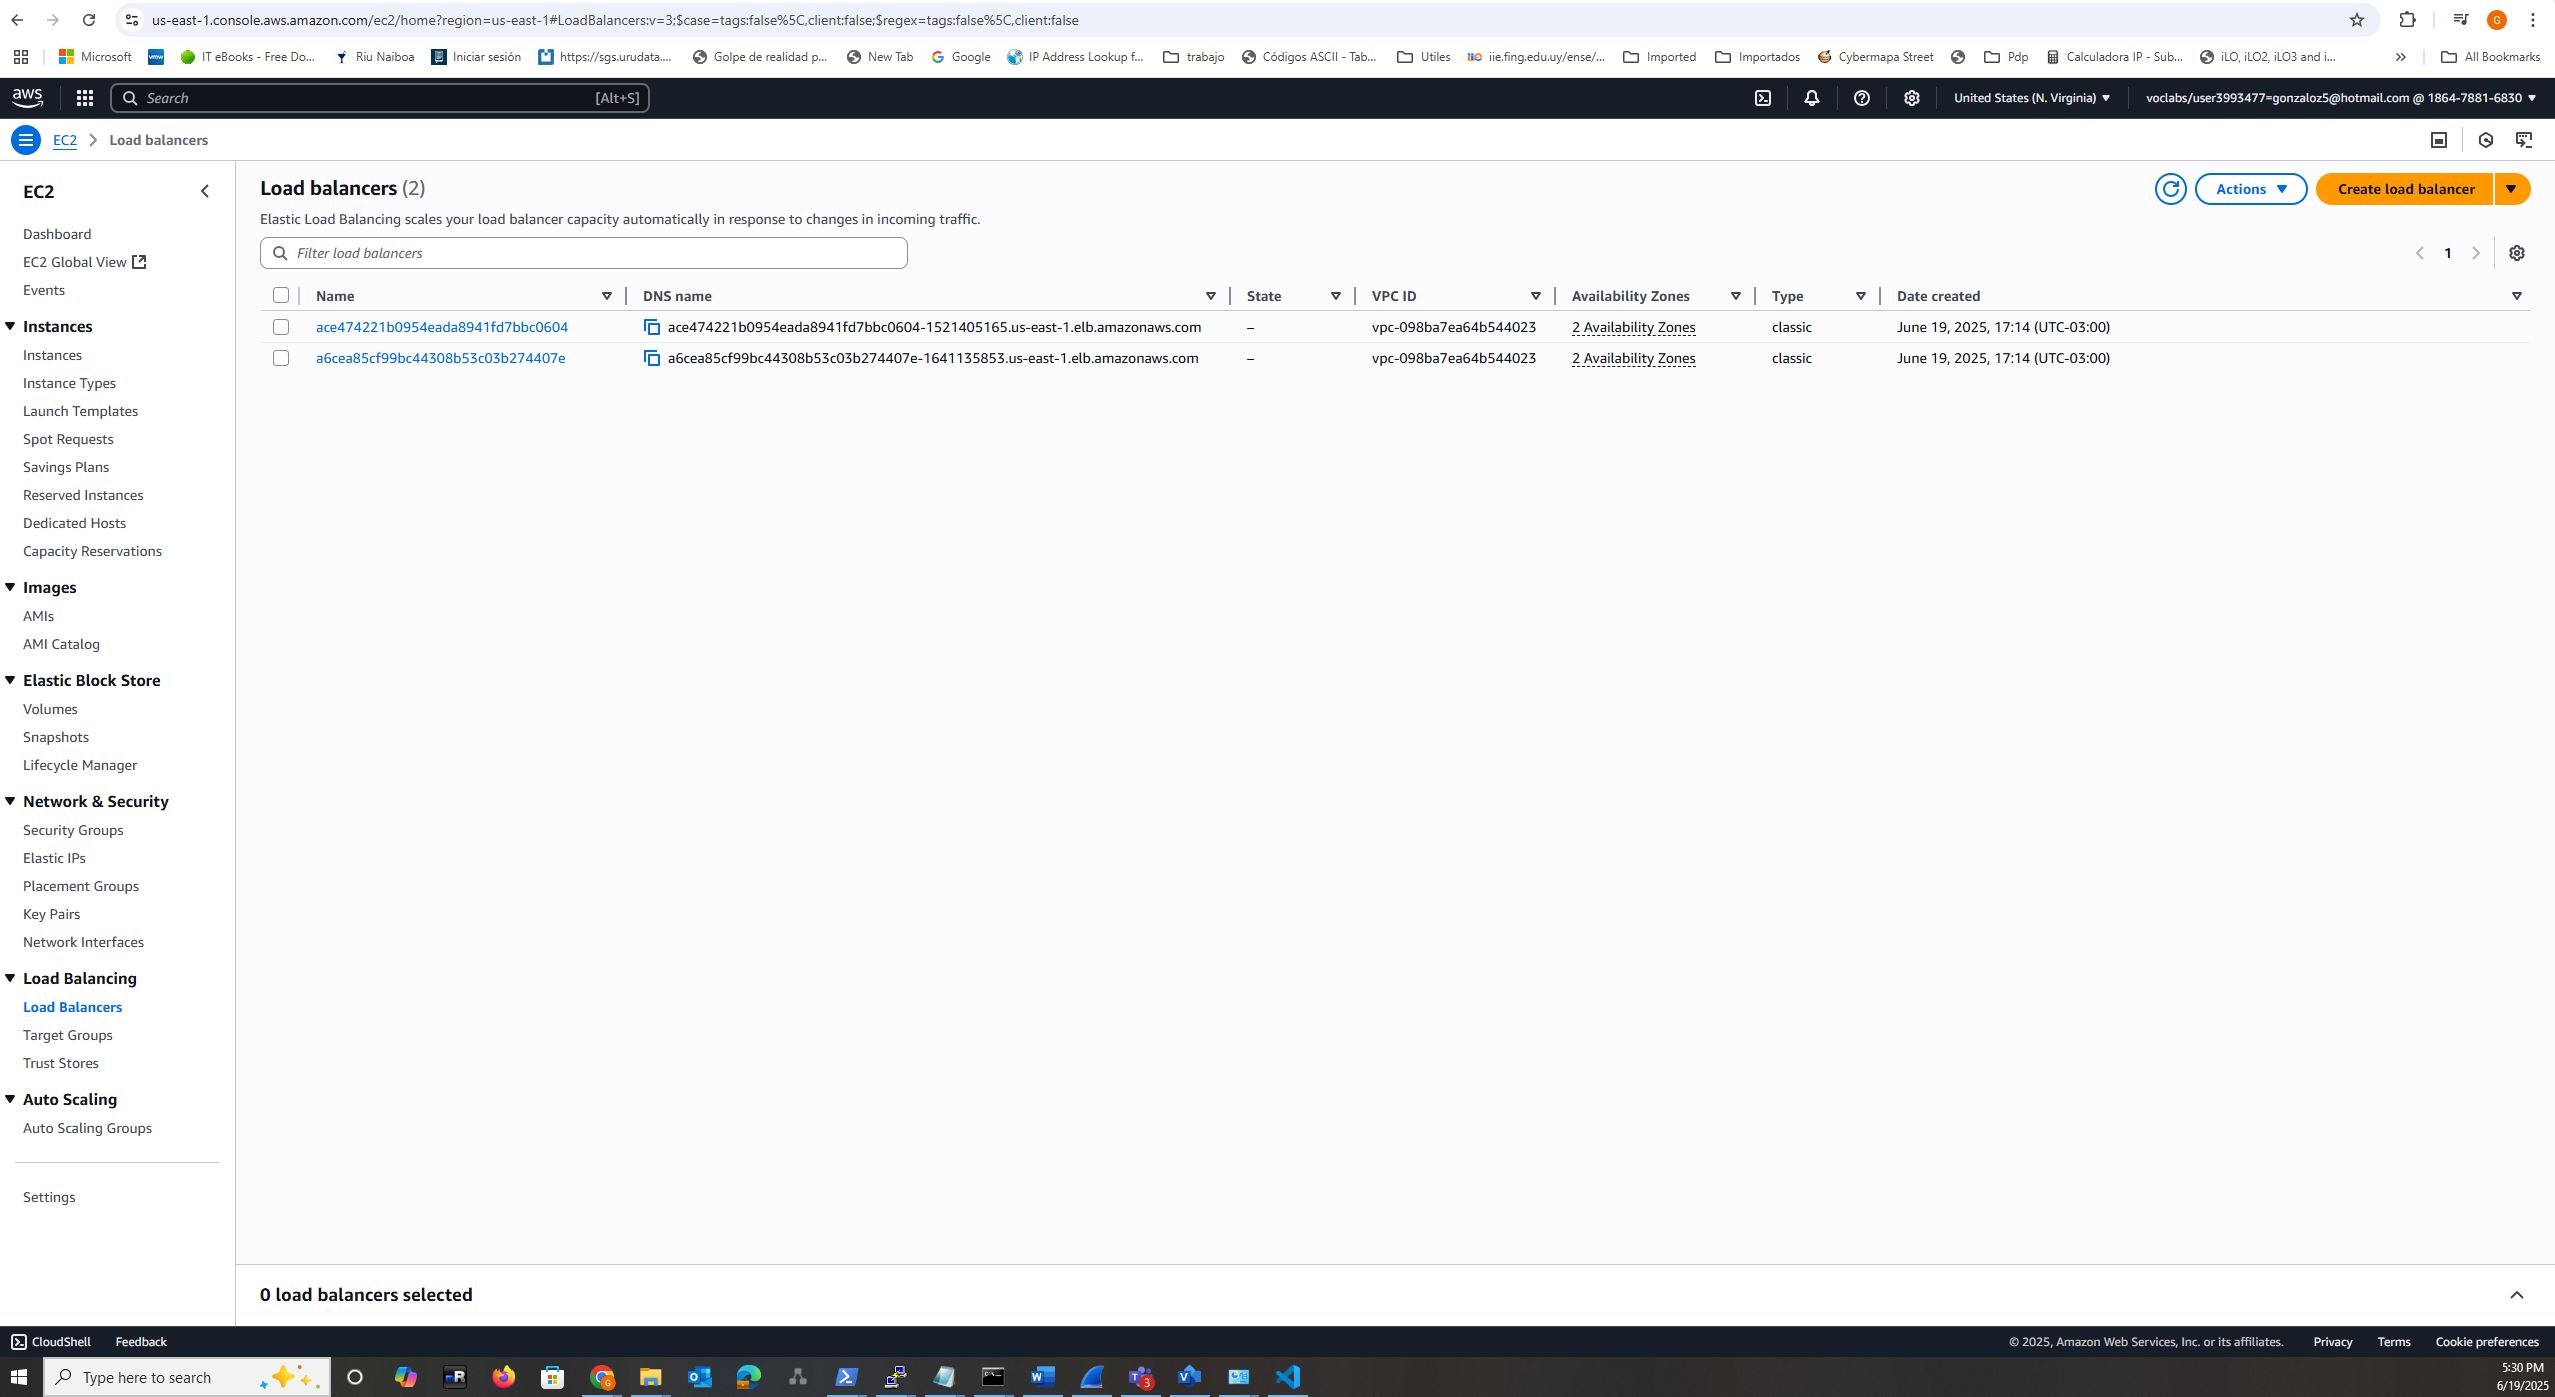 us-east-1.console.aws.amazon.com/ec2/home?region=us-east-1#LoadBalancers:v=3;$case=tags:false%5C,client:false;$regex=tags:false%5C,client:false
G
Microsoft vmw IT eBooks - Free Do... Riu Naiboa Iniciar sesión https://sgs.urudata.... Golpe de realidad p... New Tab Google IP Address Lookup f... trabajo Códigos ASCII - Tab... Utiles iie iie.fing.edu.uy/ense/... Imported Importados Cybermapa Street Pdp Calculadora IP - Sub... iLO, iLO2, iLO3 and i... » All Bookmarks
aws Search [Alt+S] United States (N. Virginia) voclabs/user3993477=gonzaloz5@hotmail.com @ 1864-7881-6830
EC2 Load balancers
EC2
Dashboard
EC2 Global View
Events
Instances
Instances
Instance Types
Launch Templates
Spot Requests
Savings Plans
Reserved Instances
Dedicated Hosts
Capacity Reservations
Images
AMIs
AMI Catalog
Elastic Block Store
Volumes
Snapshots
Lifecycle Manager
Network & Security
Security Groups
Elastic IPs
Placement Groups
Key Pairs
Network Interfaces
Load Balancing
Load Balancers
Target Groups
Trust Stores
Auto Scaling
Auto Scaling Groups
Settings
Load balancers (2)
Actions
Create load balancer
Elastic Load Balancing scales your load balancer capacity automatically in response to changes in incoming traffic.
Filter load balancers
1
Name DNS name State VPC ID Availability Zones Type Date created
ace474221b0954eada8941fd7bbc0604 ace474221b0954eada8941fd7bbc0604-1521405165.us-east-1.elb.amazonaws.com – vpc-098ba7ea64b544023 2 Availability Zones classic June 19, 2025, 17:14 (UTC-03:00)
a6cea85cf99bc44308b53c03b274407e a6cea85cf99bc44308b53c03b274407e-1641135853.us-east-1.elb.amazonaws.com – vpc-098ba7ea64b544023 2 Availability Zones classic June 19, 2025, 17:14 (UTC-03:00)
0 load balancers selected
CloudShell Feedback © 2025, Amazon Web Services, Inc. or its affiliates. Privacy Terms Cookie preferences
Type here to search
5:30 PM
6/19/2025